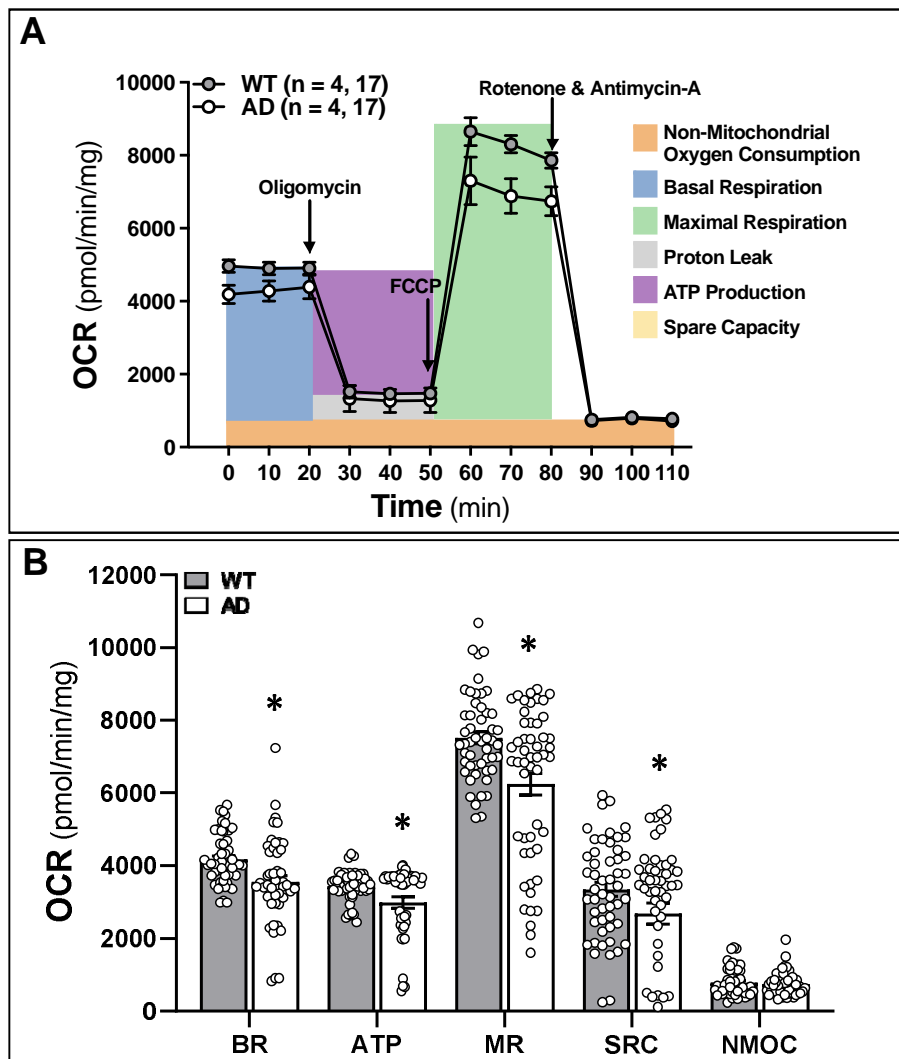 A
10000
8000
6000
4000
2000
0
OCR (pmol/min/mg)
WT (n = 4, 17)
AD (n = 4, 17)
Oligomycin
FCCP
Rotenone & Antimycin-A
Non-Mitochondrial
Oxygen Consumption
Basal Respiration
Maximal Respiration
Proton Leak
ATP Production
Spare Capacity
0 10 20 30 40 50 60 70 80 90 100 110
Time (min)
B
12000
10000
8000
6000
4000
2000
0
OCR (pmol/min/mg)
WT
AD
*
*
*
*
BR ATP MR SRC NMOC